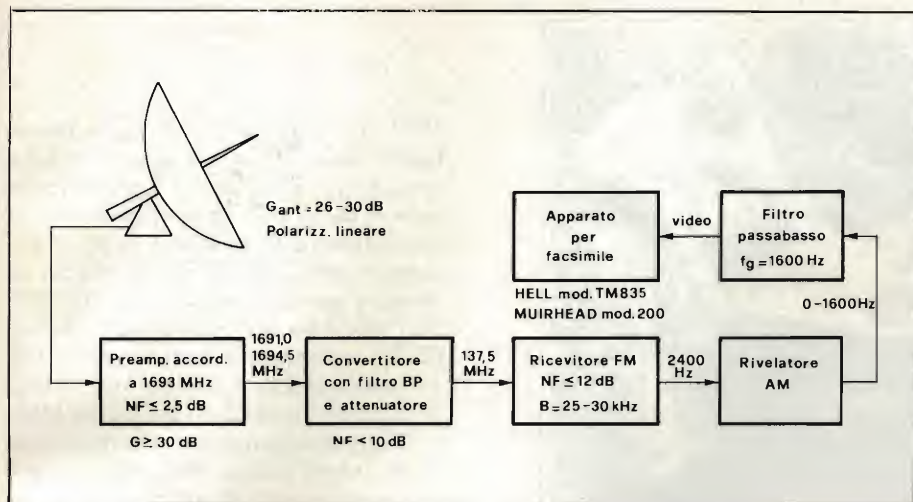 Gant = 26-30 dB
Polarizz. lineare
Preamp. accord.
a 1693 MHz
NF ≤ 2,5 dB
G ≥ 30 dB
1691,0
1694,5
MHz
Convertitore
con filtro BP
e attenuatore
NF ≤ 10 dB
137,5
MHz
Ricevitore FM
NF ≤ 12 dB
B = 25-30 kHz
2400
Hz
Rivelatore
AM
0-1600Hz
Filtro
passabasso
fg = 1600 Hz
video
Apparato
per
facsimile
HELL mod. TM835
MUIRHEAD mod. 200